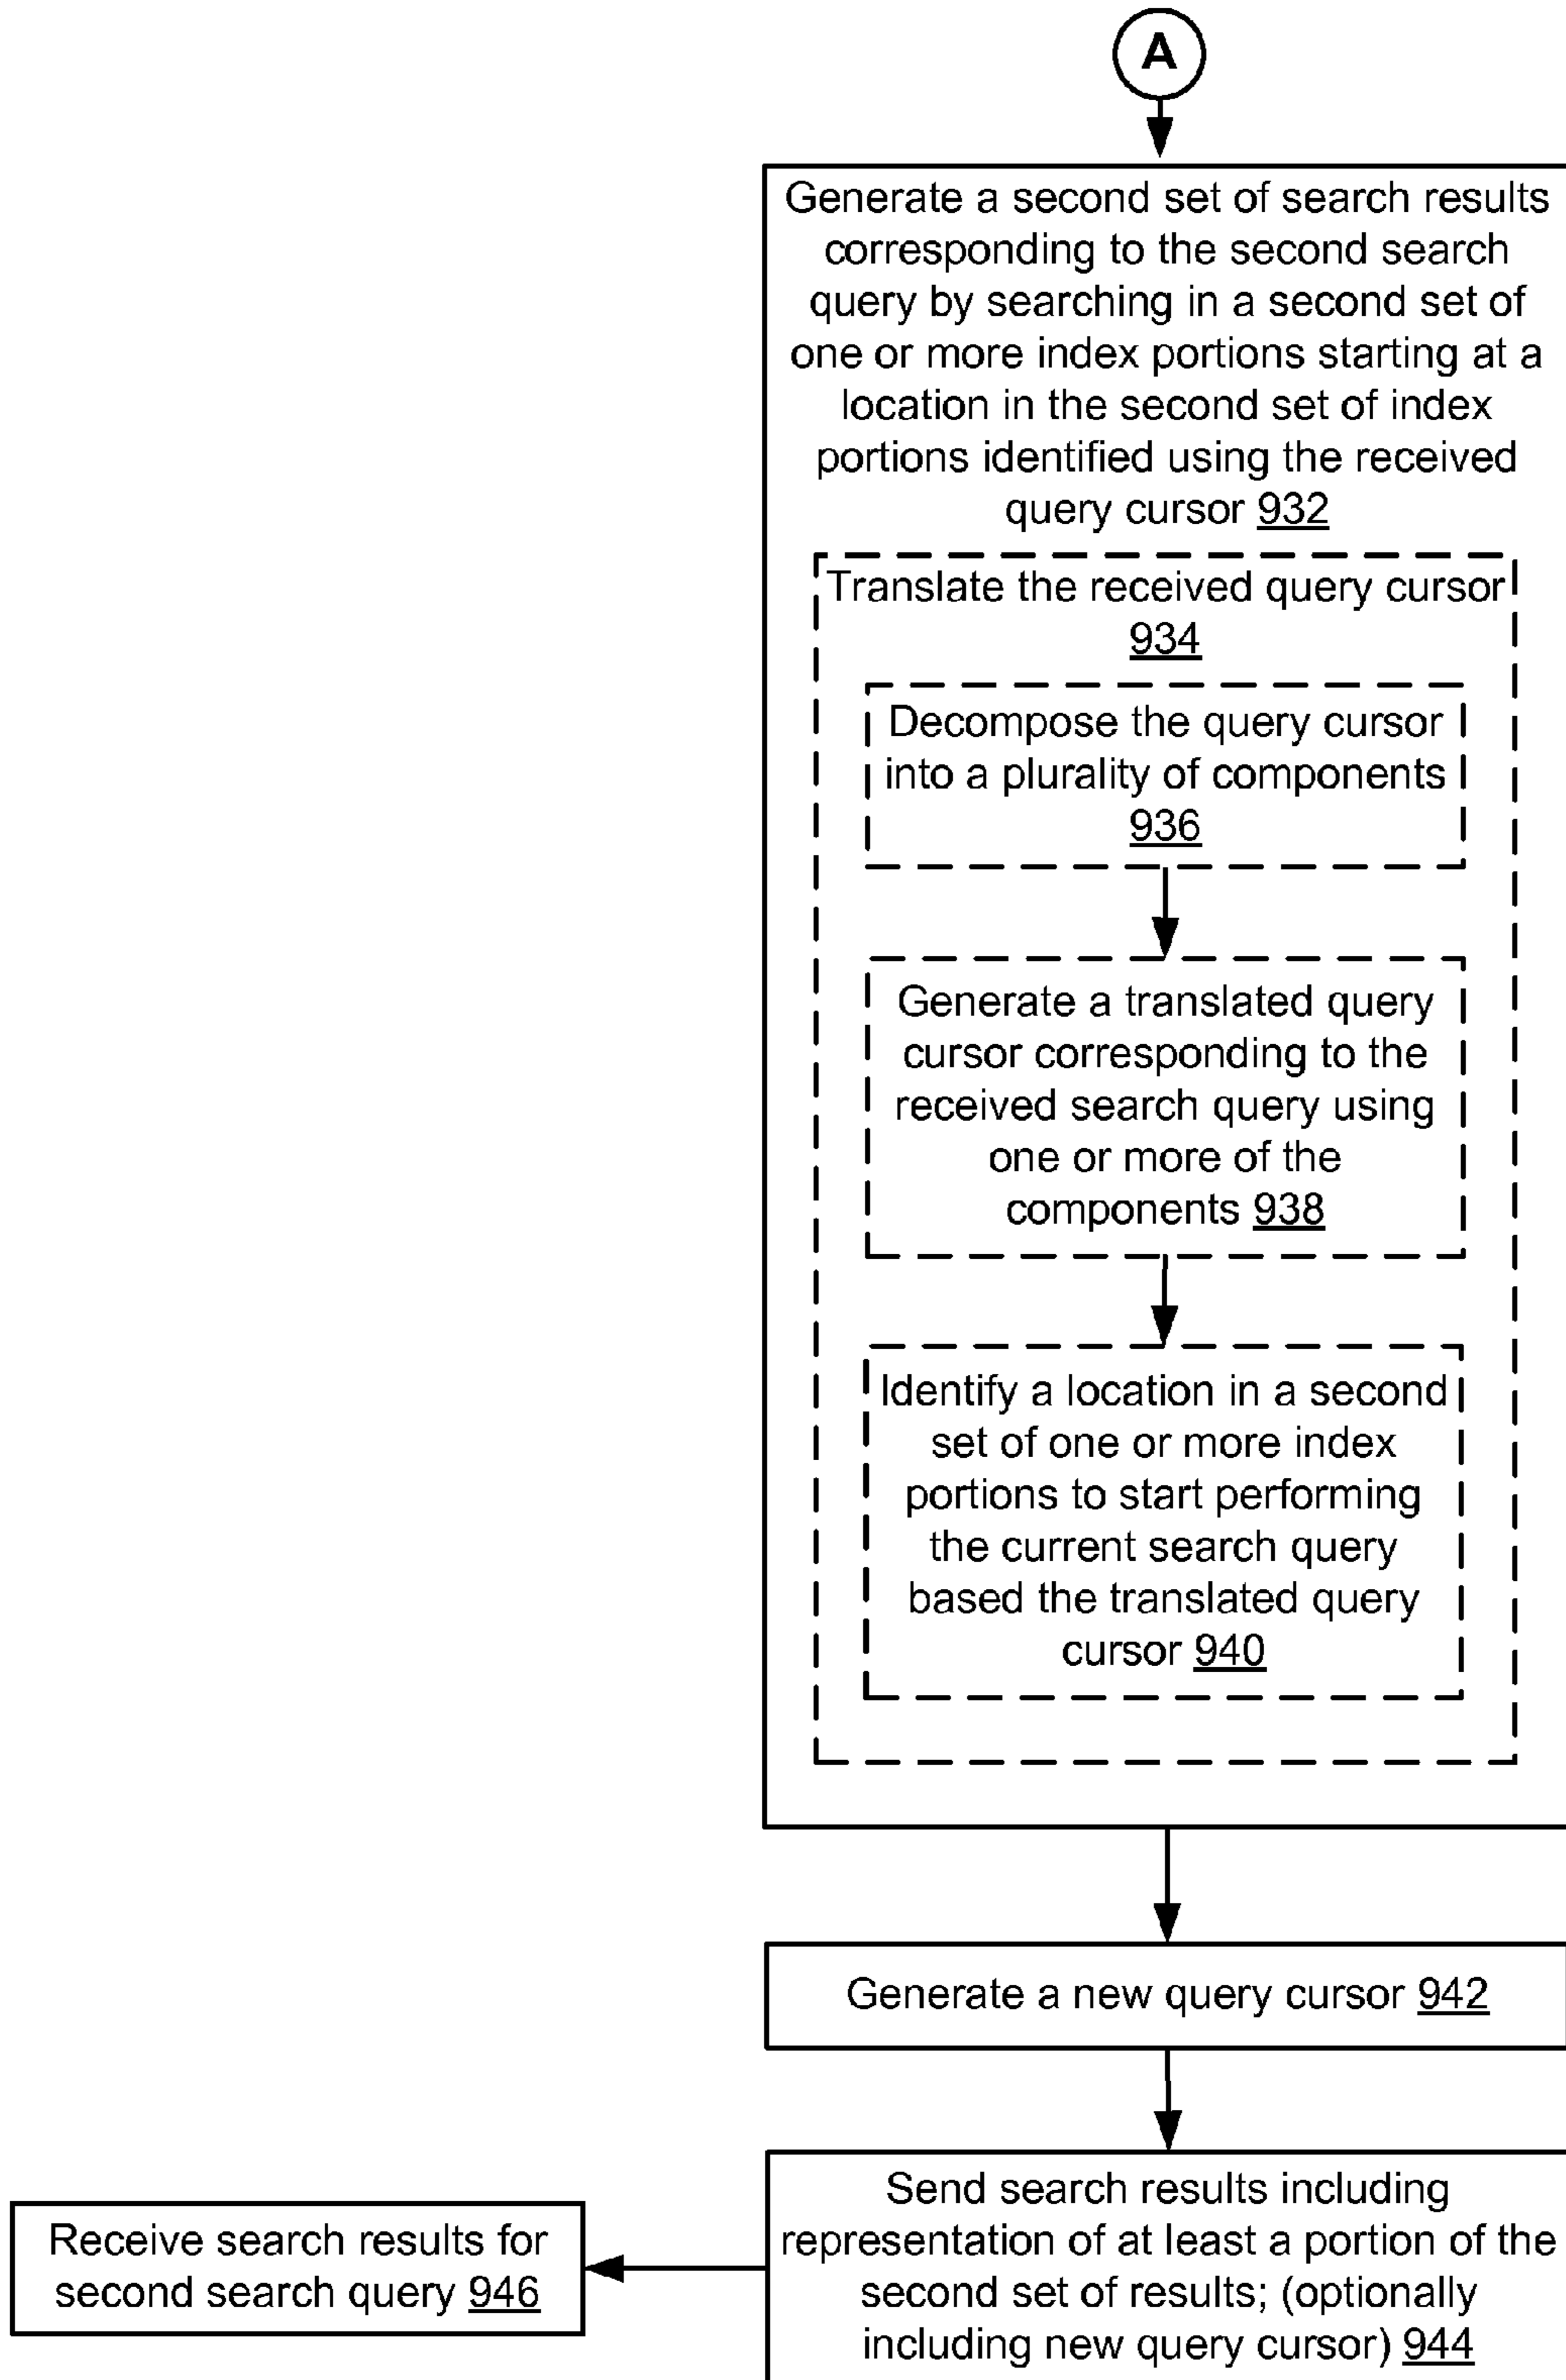 A
Generate a second set of search results
corresponding to the second search
query by searching in a second set of
one or more index portions starting at a
location in the second set of index
portions identified using the received
query cursor 932
Translate the received query cursor
934
Decompose the query cursor
into a plurality of components
936
Generate a translated query
cursor corresponding to the
received search query using
one or more of the
components 938
Identify a location in a second
set of one or more index
portions to start performing
the current search query
based the translated query
cursor 940
Generate a new query cursor 942
Send search results including
representation of at least a portion of the
second set of results; (optionally
including new query cursor) 944
Receive search results for
second search query 946